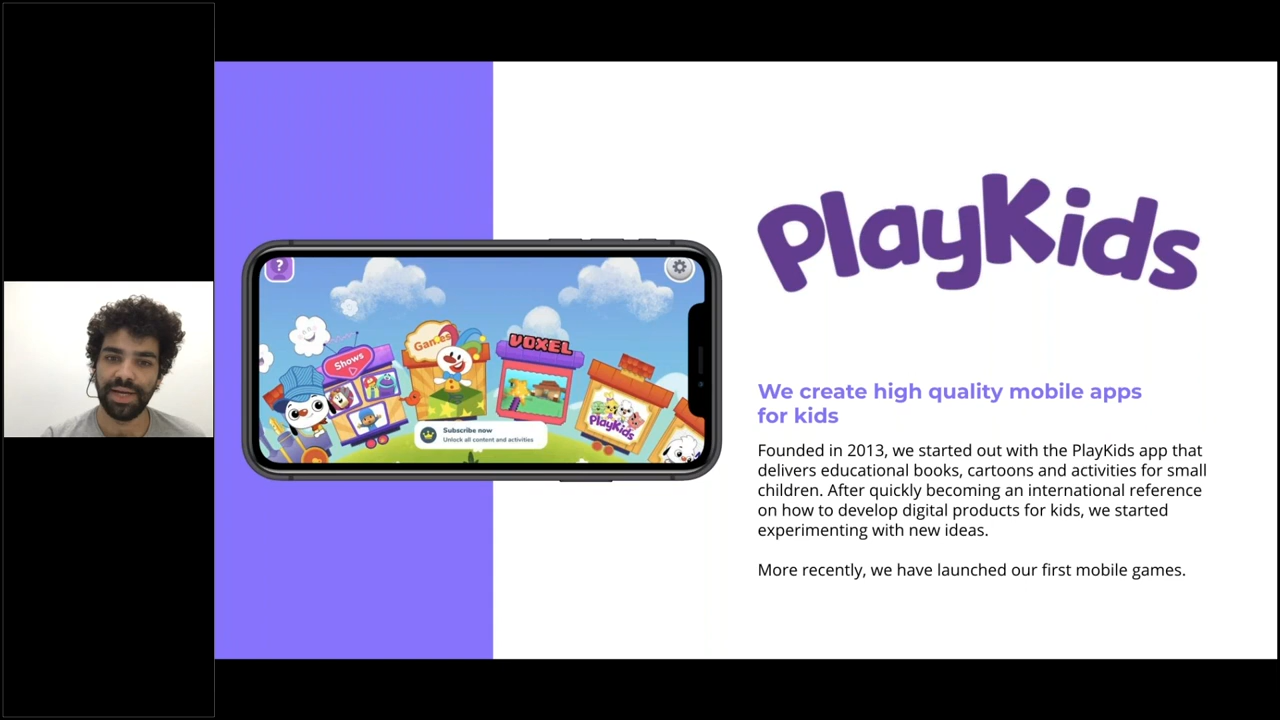 PlayKids
?
Shows
Games
VOXEL
PlayKids
Subscribe now
Unlock all content and activities
We create high quality mobile apps
for kids
Founded in 2013, we started out with the PlayKids app that
delivers educational books, cartoons and activities for small
children. After quickly becoming an international reference
on how to develop digital products for kids, we started
experimenting with new ideas.
More recently, we have launched our first mobile games.